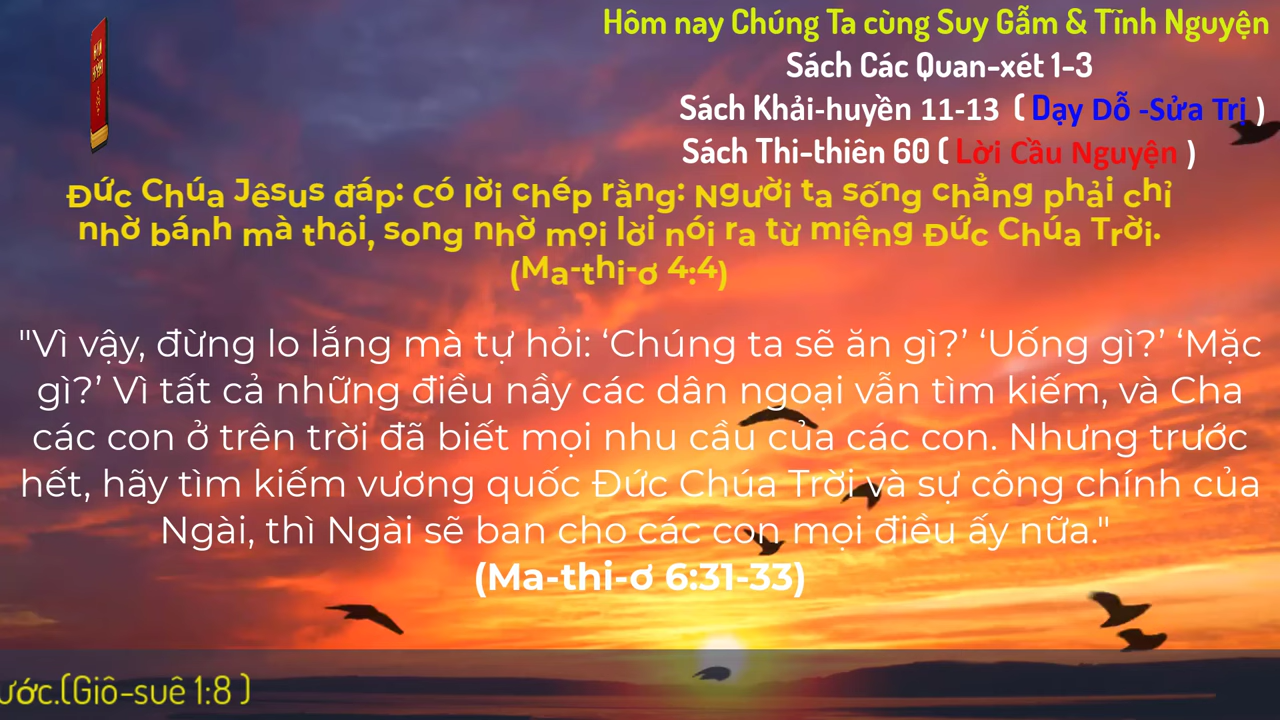 Hôm nay Chúng Ta cùng Suy Gẫm & Tĩnh Nguyện
Sách Các Quan-xét 1-3
Sách Khải-huyền 11-13 ( Dạy Dỗ -Sửa Trị )
Sách Thi-thiên 60 ( Lời Cầu Nguyện )
Đức Chúa Jêsus đáp: Có lời chép rằng: Người ta sống chẳng phải chỉ
nhờ bánh mà thôi, song nhờ mọi lời nói ra từ miệng Đức Chúa Trời.
(Ma-thi-ơ 4:4)
"Vì vậy, đừng lo lắng mà tự hỏi: ‘Chúng ta sẽ ăn gì?’ ‘Uống gì?’ ‘Mặc
gì?’ Vì tất cả những điều nầy các dân ngoại vẫn tìm kiếm, và Cha
các con ở trên trời đã biết mọi nhu cầu của các con. Nhưng trước
hết, hãy tìm kiếm vương quốc Đức Chúa Trời và sự công chính của
Ngài, thì Ngài sẽ ban cho các con mọi điều ấy nữa."
(Ma-thi-ơ 6:31-33)
ước.(Giô-suê 1:8 )